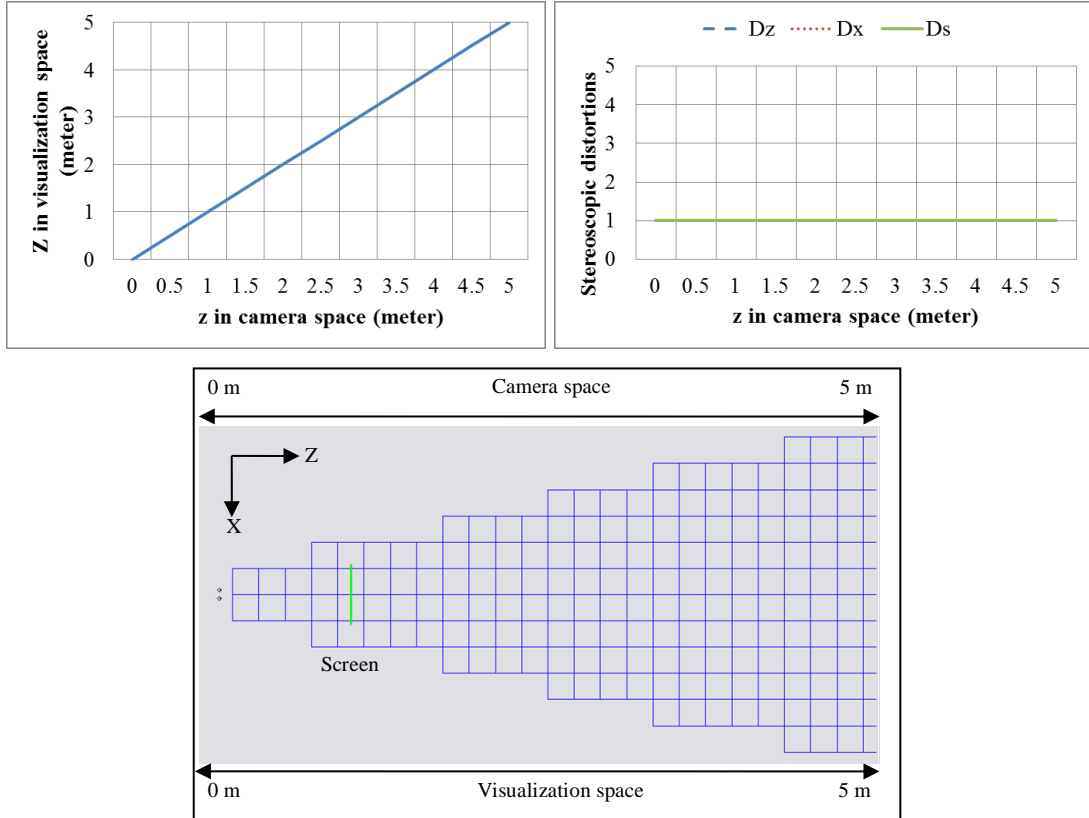 Z in visualization space
(meter)
5
4
3
2
1
0
0 0.5 1 1.5 2 2.5 3 3.5 4 4.5 5
z in camera space (meter)
Dz Dx Ds
Stereoscopic distortions
5
4
3
2
1
0
0 0.5 1 1.5 2 2.5 3 3.5 4 4.5 5
z in camera space (meter)
0 m Camera space 5 m
Z
X
Screen
0 m Visualization space 5 m